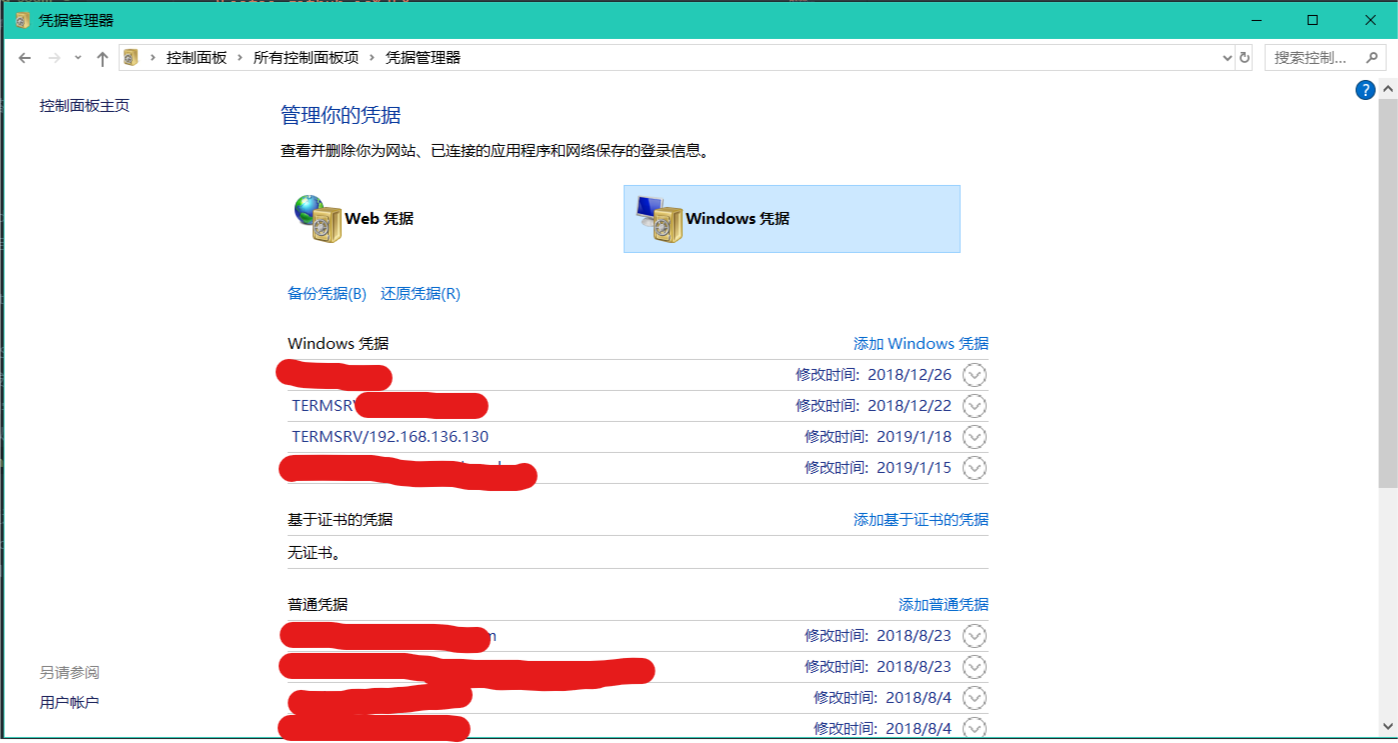 凭据管理器
控制面板 › 所有控制面板项 › 凭据管理器
搜索控制...
控制面板主页
管理你的凭据
查看并删除你为网站、已连接的应用程序和网络保存的登录信息。
Web 凭据
Windows 凭据
备份凭据(B) 还原凭据(R)
Windows 凭据 添加 Windows 凭据
修改时间: 2018/12/26
TERMSRV 修改时间: 2018/12/22
TERMSRV/192.168.136.130 修改时间: 2019/1/18
修改时间: 2019/1/15
基于证书的凭据 添加基于证书的凭据
无证书。
普通凭据 添加普通凭据
修改时间: 2018/8/23
修改时间: 2018/8/23
修改时间: 2018/8/4
修改时间: 2018/8/4
另请参阅
用户帐户